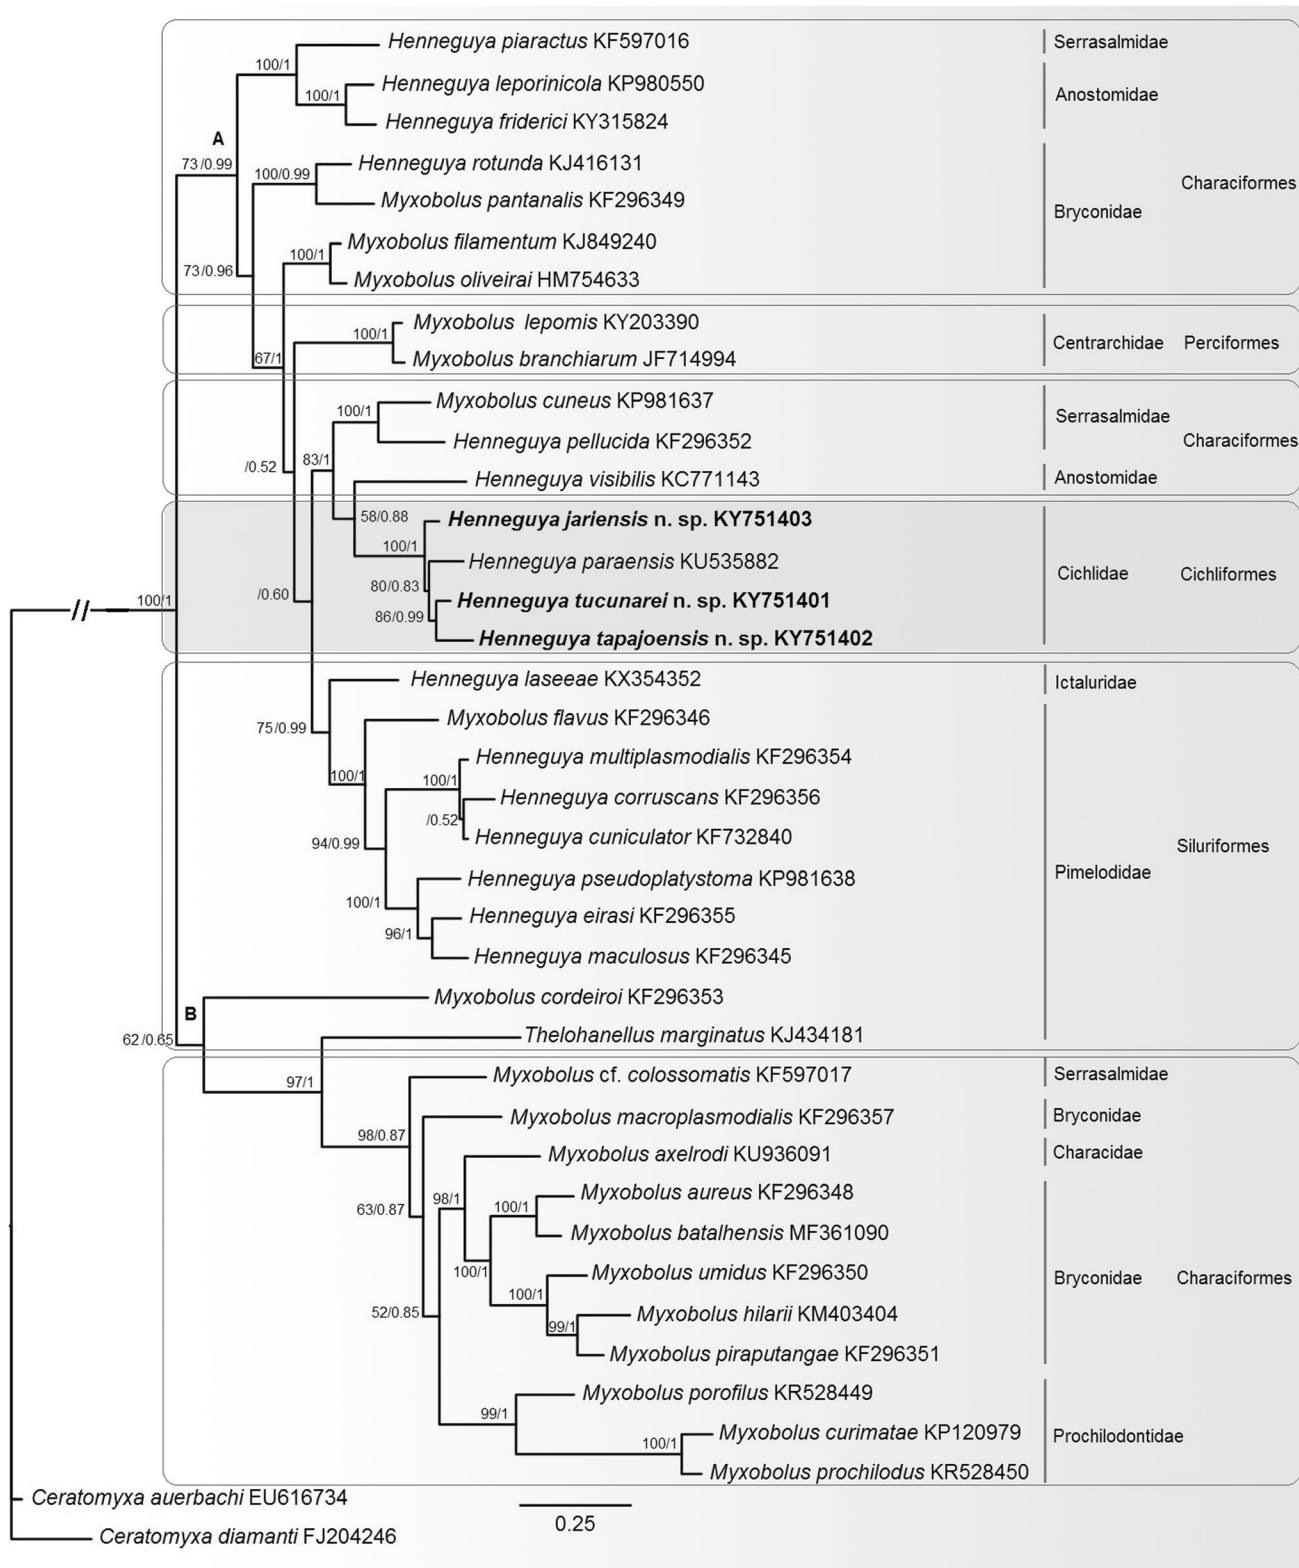 Henneguya piaractus KF597016 Serrasalmidae
100/1
Henneguya leporinicola KP980550
100/1 Anostomidae
Henneguya friderici KY315824
A
73/0.99 Henneguya rotunda KJ416131
100/0.99 Characiformes
Myxobolus pantanalis KF296349
Bryconidae
Myxobolus filamentum KJ849240
100/1
73/0.96 Myxobolus oliveirai HM754633
Myxobolus lepomis KY203390
100/1 Centrarchidae Perciformes
67/1 Myxobolus branchiarum JF714994
Myxobolus cuneus KP981637
100/1 Serrasalmidae
Henneguya pellucida KF296352 Characiformes
/0.52 83/1
Henneguya visibilis KC771143 Anostomidae
58/0.88 Henneguya jariensis n. sp. KY751403
100/1
Henneguya paraensis KU535882
Cichlidae Cichliformes
80/0.83
100/1 /0.60 Henneguya tucunarei n. sp. KY751401
86/0.99
Henneguya tapajoensis n. sp. KY751402
Henneguya laseeae KX354352 Ictaluridae
75/0.99 Myxobolus flavus KF296346
Henneguya multiplasmodialis KF296354
100/1 100/1
Henneguya corruscans KF296356
/0.52
94/0.99 Henneguya cuniculator KF732840
Siluriformes
Henneguya pseudoplatystoma KP981638 Pimelodidae
100/1
Henneguya eirasi KF296355
96/1
Henneguya maculosus KF296345
Myxobolus cordeiroi KF296353
B
62/0.65 Thelohanellus marginatus KJ434181
97/1 Myxobolus cf. colossomatis KF597017 Serrasalmidae
Myxobolus macroplasmodialis KF296357 Bryconidae
98/0.87
Myxobolus axelrodi KU936091 Characidae
98/1 Myxobolus aureus KF296348
63/0.87 100/1
Myxobolus batalhensis MF361090
100/1 Myxobolus umidus KF296350
Bryconidae Characiformes
100/1
52/0.85 Myxobolus hilarii KM403404
99/1
Myxobolus piraputangae KF296351
Myxobolus porofilus KR528449
99/1
Myxobolus curimatae KP120979
100/1 Prochilodontidae
Myxobolus prochilodus KR528450
Ceratomyxa auerbachi EU616734
0.25
Ceratomyxa diamanti FJ204246